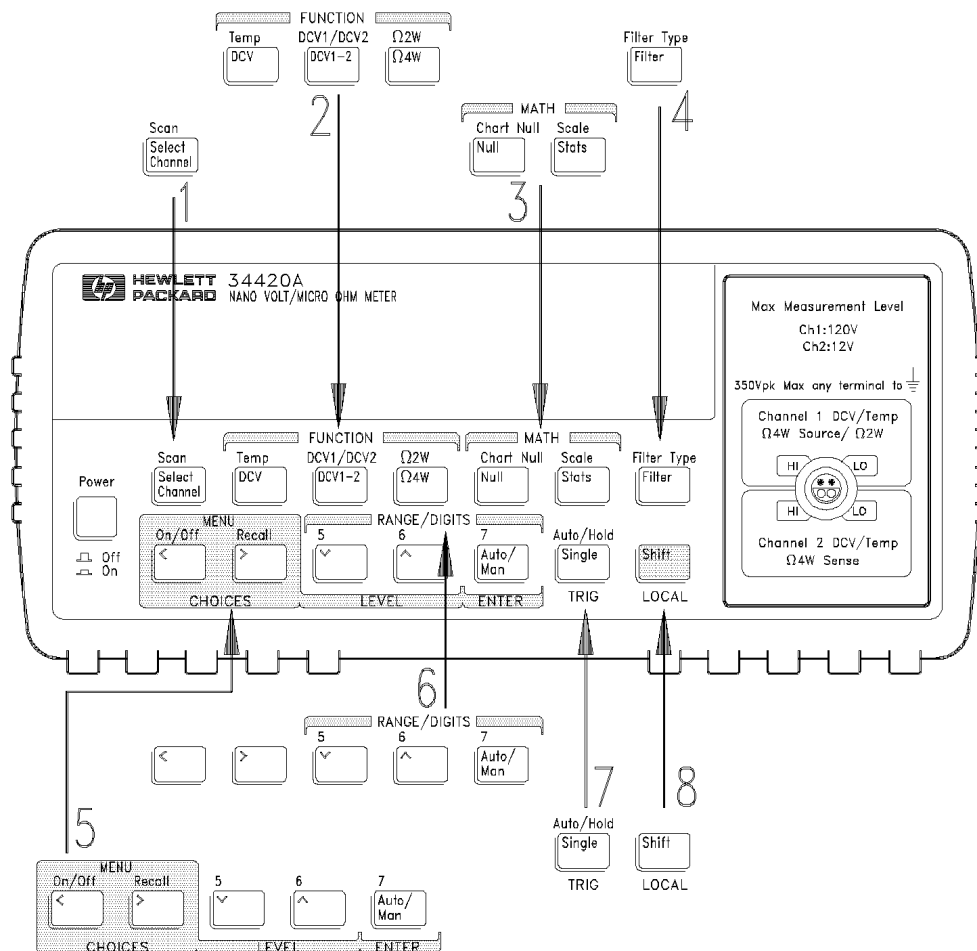 FUNCTION
Temp DCV1/DCV2 Ω2W
DCV DCV1-2 Ω4W
2
Filter Type
Filter
4
MATH
Chart Null Scale
Null Stats
3
Scan
Select
Channel
1
hp HEWLETT PACKARD 34420A
NANO VOLT/MICRO OHM METER
Max Measurement Level
Ch1:120V
Ch2:12V
350Vpk Max any terminal to
Channel 1 DCV/Temp
Ω4W Source/ Ω2W
HI LO
HI LO
Channel 2 DCV/Temp
Ω4W Sense
Power
Off
On
FUNCTION MATH
Scan Temp DCV1/DCV2 Ω2W Chart Null Scale Filter Type
Select Channel DCV DCV1-2 Ω4W Null Stats Filter
MENU RANGE/DIGITS
On/Off Recall 5 6 7 Auto/Hold
< > ˅ ^ Auto/Man Single Shift
CHOICES LEVEL ENTER TRIG LOCAL
6
RANGE/DIGITS
5 6 7
< > ˅ ^ Auto/Man
7
Auto/Hold
Single
TRIG
8
Shift
LOCAL
5
MENU
On/Off Recall 5 6 7
< > ˅ ^ Auto/Man
CHOICES LEVEL ENTER